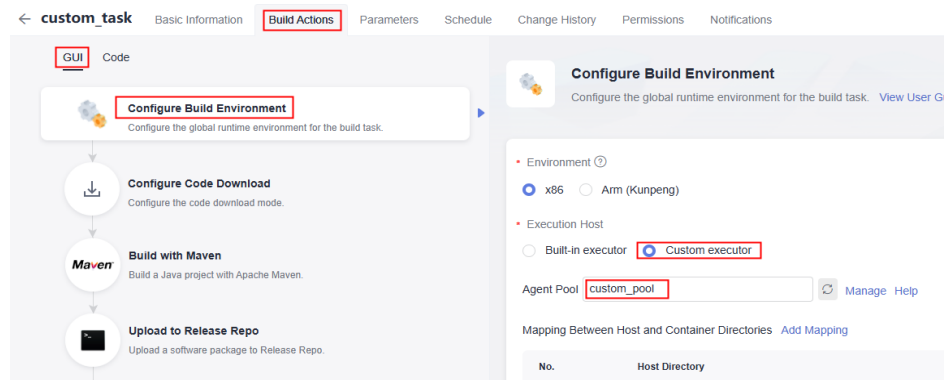 ← custom_task Basic Information Build Actions Parameters Schedule Change History Permissions Notifications
GUI Code
Configure Build Environment
Configure the global runtime environment for the build task.
Configure Code Download
Configure the code download mode.
Maven
Build with Maven
Build a Java project with Apache Maven.
Upload to Release Repo
Upload a software package to Release Repo.
Configure Build Environment
Configure the global runtime environment for the build task. View User G
* Environment ?
x86 Arm (Kunpeng)
* Execution Host
Built-in executor Custom executor
Agent Pool custom_pool Manage Help
Mapping Between Host and Container Directories Add Mapping
No. Host Directory